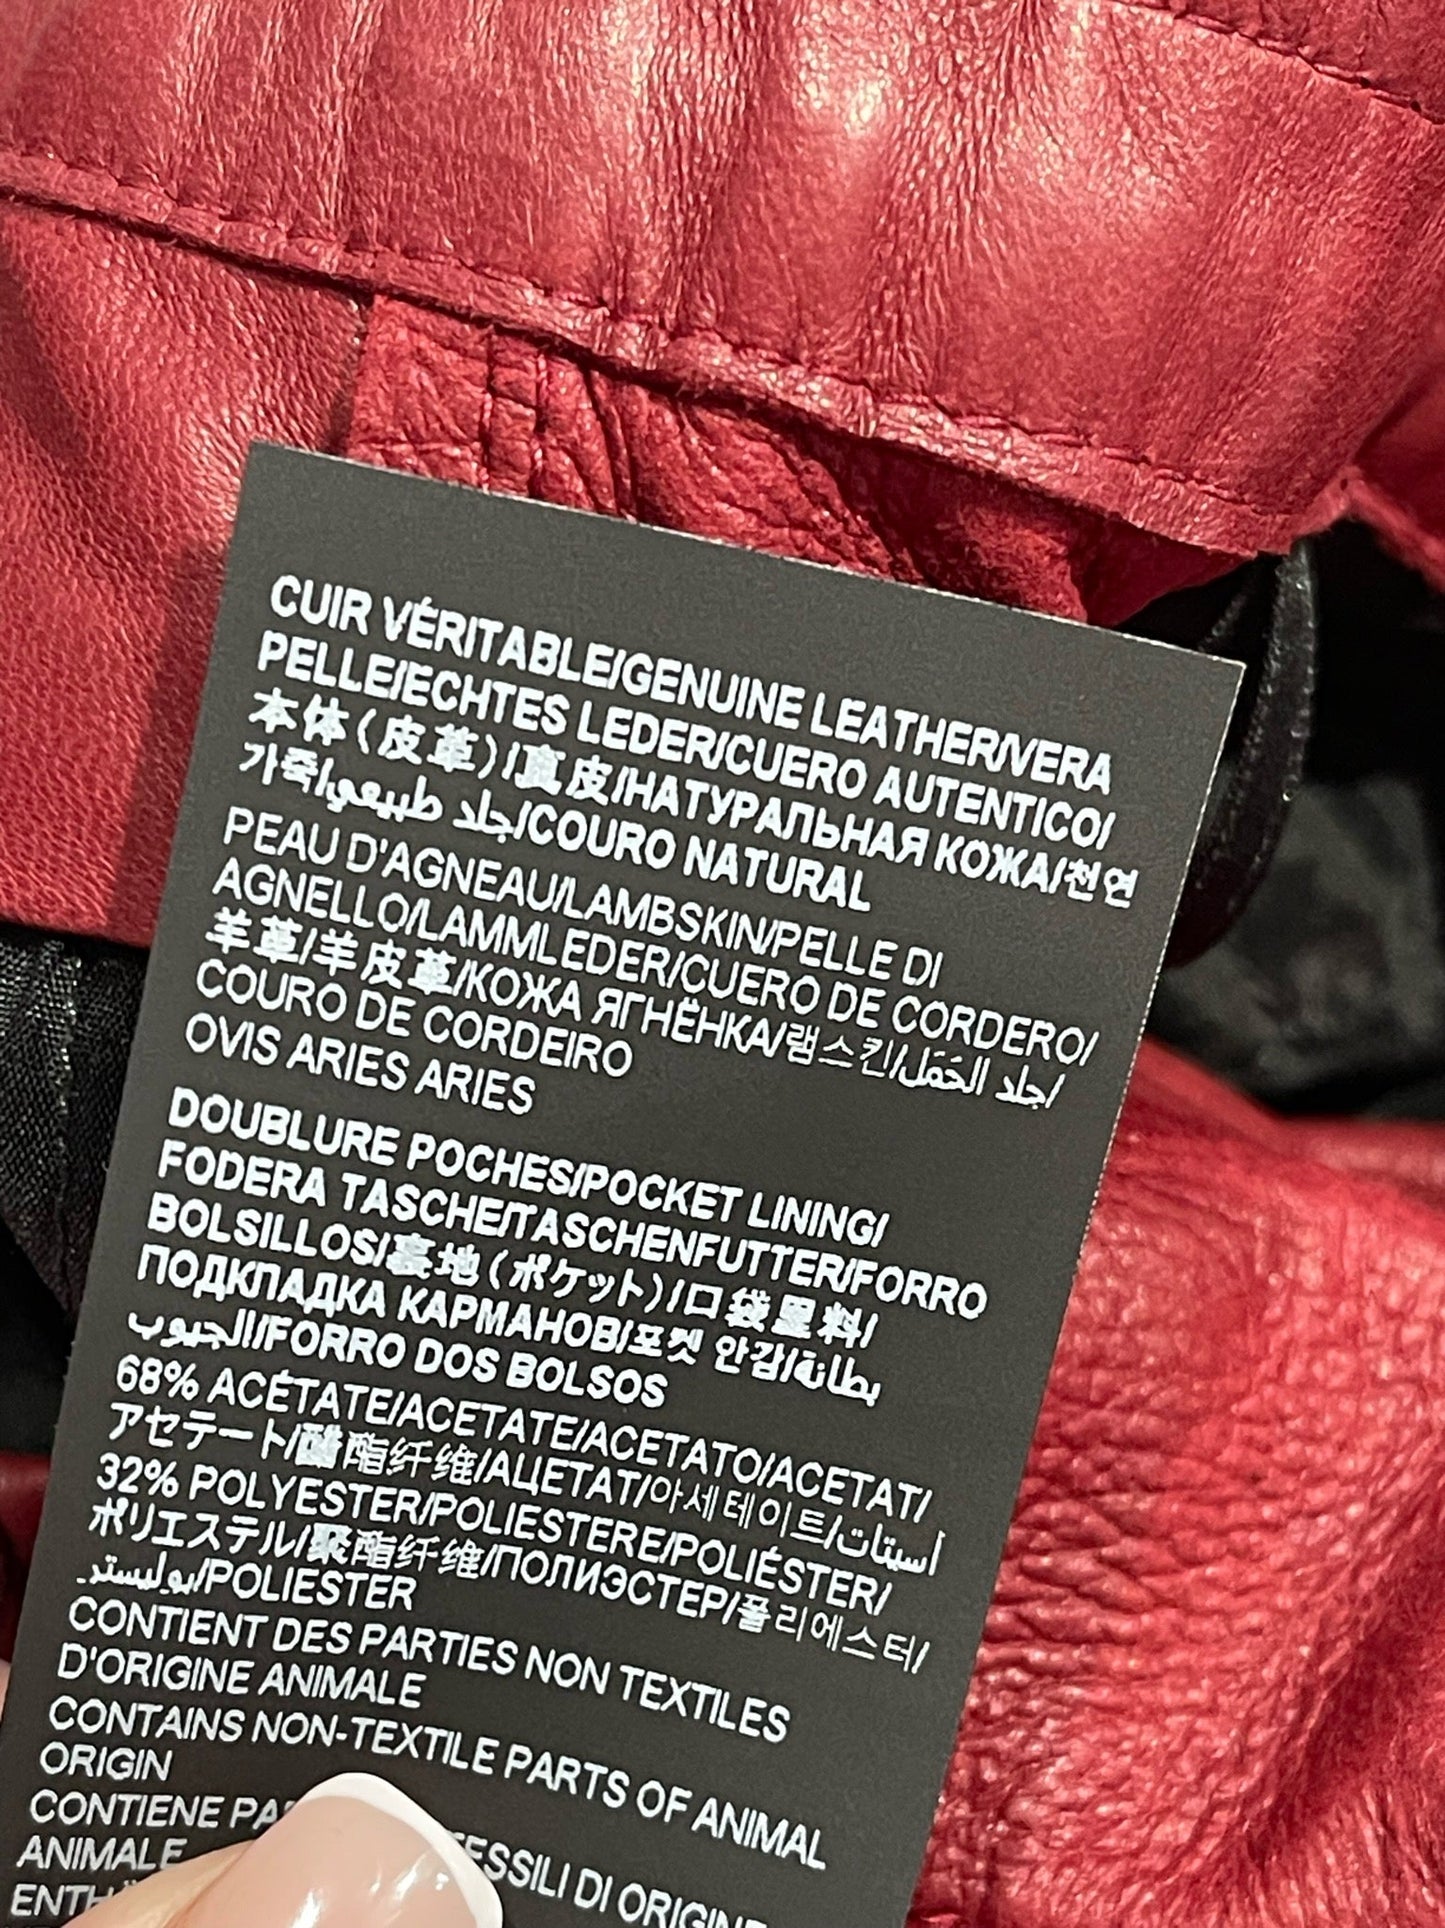 CUIR VÉRITABLE/GENUINE LEATHER/VERA
PELLE/ECHTES LEDER/CUERO AUTENTICO/
本体(皮革)/真皮/НАТУРАЛЬНАЯ КОЖА/천연
가죽/جلد طبيعي/COURO NATURAL
PEAU D'AGNEAU/LAMBSKIN/PELLE DI
AGNELLO/LAMMLEDER/CUERO DE CORDERO/
羊革/羊皮革/КОЖА ЯГНЁНКА/램스킨/جلد الحَمَل/
COURO DE CORDEIRO
OVIS ARIES ARIES
DOUBLURE POCHES/POCKET LINING/
FODERA TASCHE/TASCHENFUTTER/FORRO
BOLSILLOS/裏地(ポケット)/口袋里料/
ПОДКПАДКА КАРМАНОВ/포켓 안감/بطانة
الجيوب/FORRO DOS BOLSOS
68% ACÉTATE/ACETATE/ACETATO/ACETAT/
アセテート/醋酯纤维/АЦЕТАТ/아세테이트/أسيتات/
32% POLYESTER/POLIESTERE/POLIÉSTER/
ポリエステル/聚酯纤维/ПОЛИЭСТЕР/폴리에스터/
بوليستر/POLIESTER
CONTIENT DES PARTIES NON TEXTILES
D'ORIGINE ANIMALE
CONTAINS NON-TEXTILE PARTS OF ANIMAL
ORIGIN
CONTIENE DI ORIGINE
ANIMALE